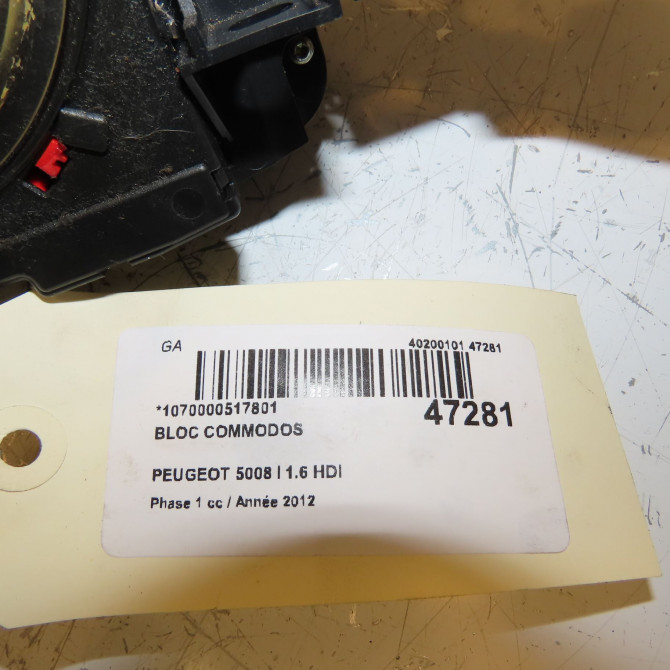 GA 40200101 47281
*1070000517801 47281
BLOC COMMODOS
PEUGEOT 5008 I 1.6 HDI
Phase 1 cc / Année 2012